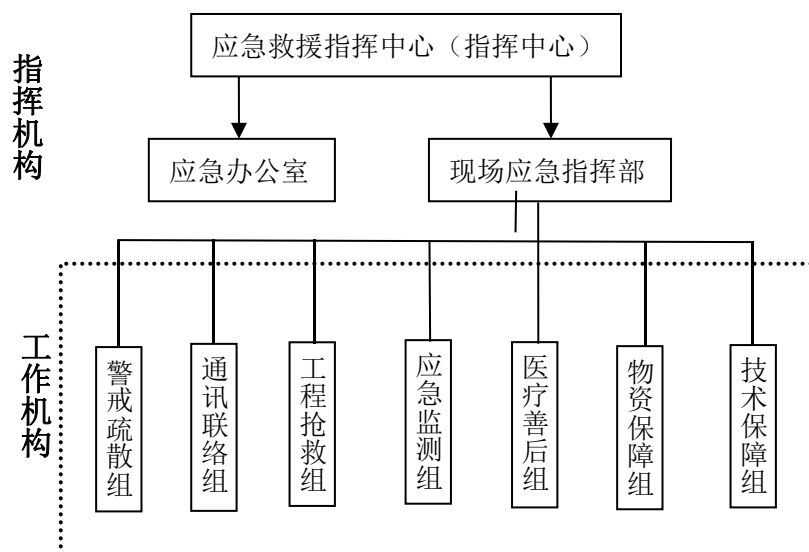 应急救援指挥中心（指挥中心）
指挥机构
应急办公室
现场应急指挥部
工作机构
警戒疏散组
通讯联络组
工程抢救组
应急监测组
医疗善后组
物资保障组
技术保障组